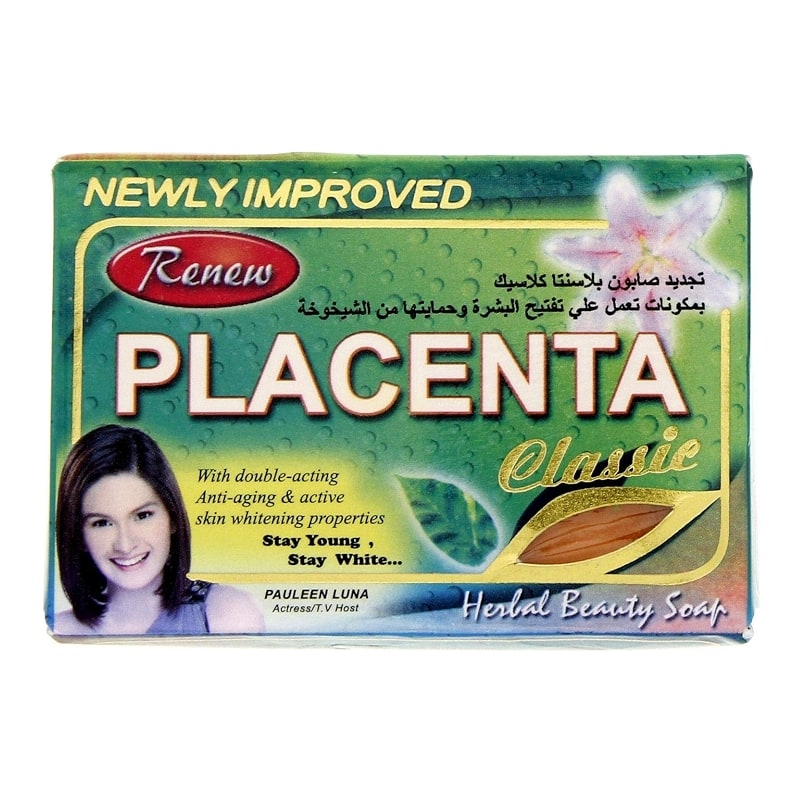 NEWLY IMPROVED
Renew
تجديد صابون بلاسنتا كلاسيك
بمكونات تعمل علي تفتيح البشرة وحمايتها من الشيخوخة
PLACENTA
Classic
With double-acting
Anti-aging & active
skin whitening properties
Stay Young ,
Stay White...
PAULEEN LUNA
Actress/T.V Host
Herbal Beauty Soap